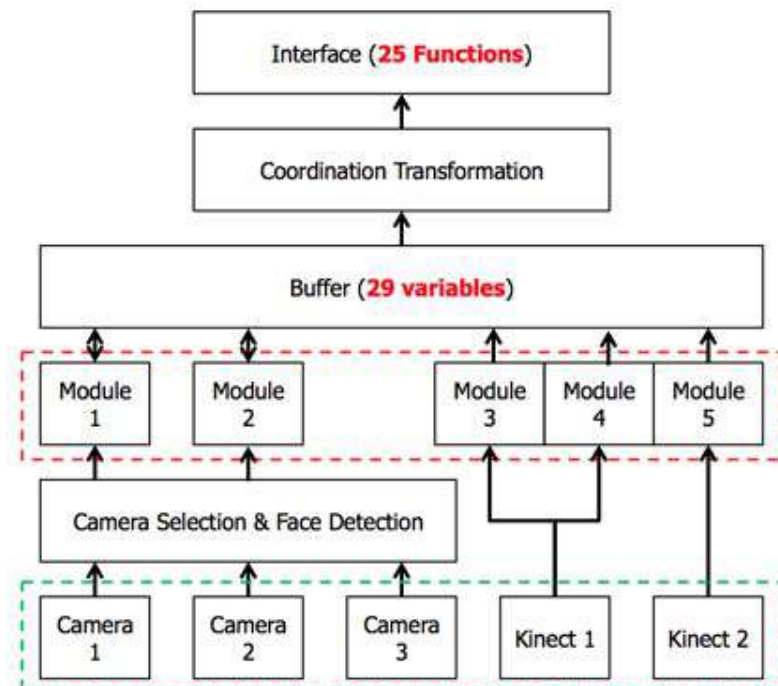 Interface (25 Functions)
Coordination Transformation
Buffer (29 variables)
Module
1
Module
2
Module
3
Module
4
Module
5
Camera Selection & Face Detection
Camera
1
Camera
2
Camera
3
Kinect 1
Kinect 2